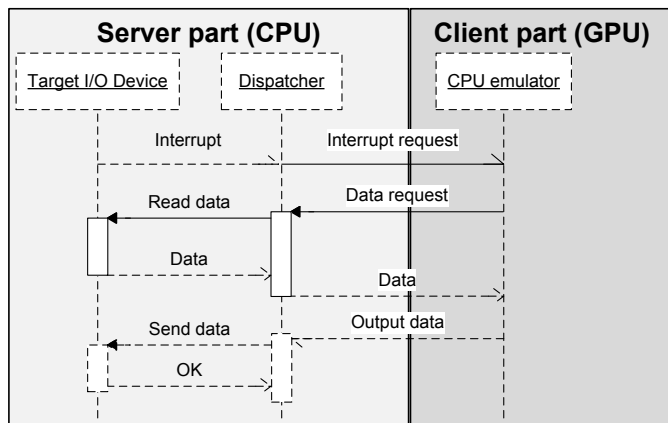 Server part (CPU)
Client part (GPU)
Target I/O Device
Dispatcher
CPU emulator
Interrupt
Interrupt request
Data request
Read data
Data
Data
Output data
Send data
OK